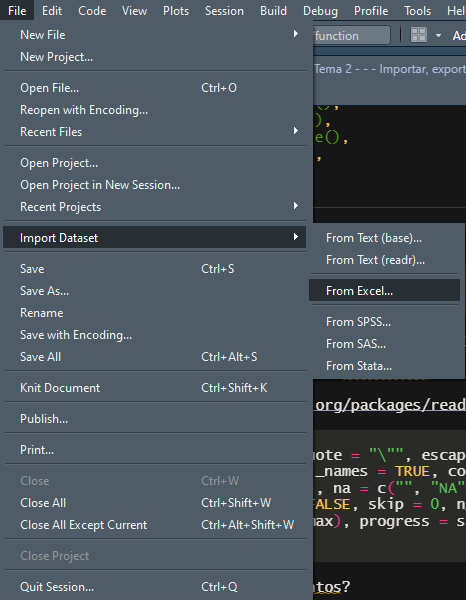 File Edit Code View Plots Session Build Debug Profile Tools He
New File
New Project...
/function Ad
Tema 2 - - - Importar, export
Open File... Ctrl+O
Reopen with Encoding...
Recent Files
(),
),
e(),
,
Open Project...
Open Project in New Session...
Recent Projects
Import Dataset
From Text (base)...
From Text (readr)...
From Excel...
From SPSS...
From SAS...
From Stata...
Save Ctrl+S
Save As...
Rename
Save with Encoding...
Save All Ctrl+Alt+S
Knit Document Ctrl+Shift+K
Publish...
Print...
Close Ctrl+W
Close All Ctrl+Shift+W
Close All Except Current Ctrl+Alt+Shift+W
Close Project
Quit Session... Ctrl+Q
org/packages/read
uote = "\"", escap
_names = TRUE, co
, na = c("", "NA"
FALSE, skip = 0, n
max), progress = s
ntos?